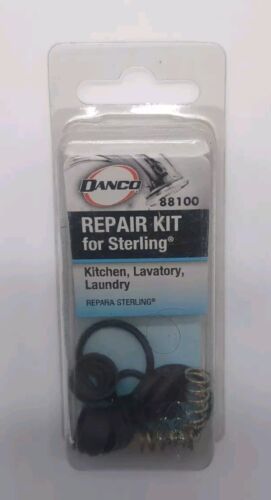 DANCO
88100
REPAIR KIT
for Sterling®
Kitchen, Lavatory,
Laundry
REPARA STERLING®